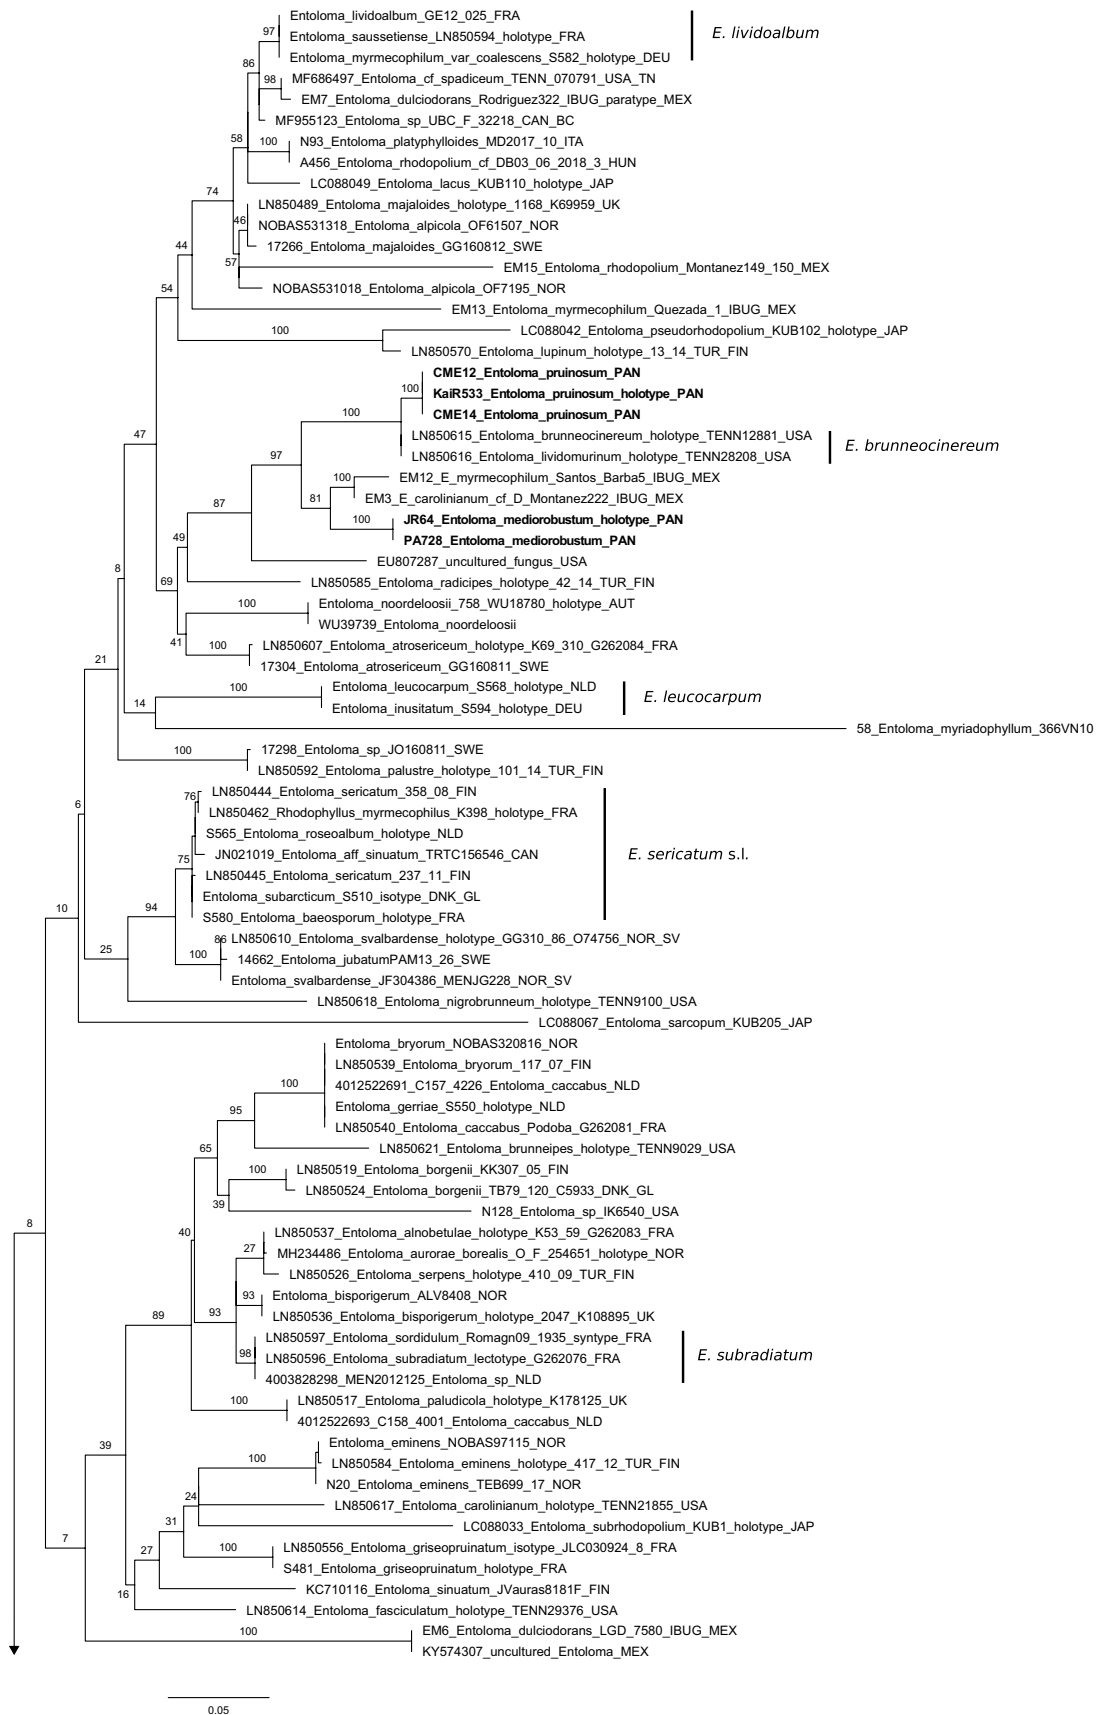 Entoloma_lividoalbum_GE12_025_FRA
97
Entoloma_saussetiense_LN850594_holotype_FRA
E. lividoalbum
Entoloma_myrmecophilum_var_coalescens_S582_holotype_DEU
86
98
MF686497_Entoloma_cf_spadiceum_TENN_070791_USA_TN
EM7_Entoloma_dulciodorans_Rodriguez322_IBUG_paratype_MEX
MF955123_Entoloma_sp_UBC_F_32218_CAN_BC
58
100
N93_Entoloma_platyphylloides_MD2017_10_ITA
A456_Entoloma_rhodopolium_cf_DB03_06_2018_3_HUN
LC088049_Entoloma_lacus_KUB110_holotype_JAP
74
LN850489_Entoloma_majaloides_holotype_1168_K69959_UK
46
NOBAS531318_Entoloma_alpicola_OF61507_NOR
44
17266_Entoloma_majaloides_GG160812_SWE
57
EM15_Entoloma_rhodopolium_Montanez149_150_MEX
54
NOBAS531018_Entoloma_alpicola_OF7195_NOR
EM13_Entoloma_myrmecophilum_Quezada_1_IBUG_MEX
100
LC088042_Entoloma_pseudorhodopolium_KUB102_holotype_JAP
LN850570_Entoloma_lupinum_holotype_13_14_TUR_FIN
CME12_Entoloma_pruinosum_PAN
100
KaiR533_Entoloma_pruinosum_holotype_PAN
100
CME14_Entoloma_pruinosum_PAN
47
LN850615_Entoloma_brunneocinereum_holotype_TENN12881_USA
E. brunneocinereum
97
LN850616_Entoloma_lividomurinum_holotype_TENN28208_USA
100
EM12_E_myrmecophilum_Santos_Barba5_IBUG_MEX
81
EM3_E_carolinianum_cf_D_Montanez222_IBUG_MEX
87
100
JR64_Entoloma_mediorobustum_holotype_PAN
49
PA728_Entoloma_mediorobustum_PAN
8
EU807287_uncultured_fungus_USA
69
LN850585_Entoloma_radicipes_holotype_42_14_TUR_FIN
100
Entoloma_noordeloosii_758_WU18780_holotype_AUT
WU39739_Entoloma_noordeloosii
41
100
LN850607_Entoloma_atrosericeum_holotype_K69_310_G262084_FRA
21
17304_Entoloma_atrosericeum_GG160811_SWE
100
Entoloma_leucocarpum_S568_holotype_NLD
E. leucocarpum
14
Entoloma_inusitatum_S594_holotype_DEU
58_Entoloma_myriadophyllum_366VN10
100
17298_Entoloma_sp_JO160811_SWE
LN850592_Entoloma_palustre_holotype_101_14_TUR_FIN
76
LN850444_Entoloma_sericatum_358_08_FIN
6
LN850462_Rhodophyllus_myrmecophilus_K398_holotype_FRA
S565_Entoloma_roseoalbum_holotype_NLD
75
JN021019_Entoloma_aff_sinuatum_TRTC156546_CAN
E. sericatum s.l.
LN850445_Entoloma_sericatum_237_11_FIN
Entoloma_subarcticum_S510_isotype_DNK_GL
10
94
S580_Entoloma_baeosporum_holotype_FRA
86
LN850610_Entoloma_svalbardense_holotype_GG310_86_O74756_NOR_SV
25
100
14662_Entoloma_jubatumPAM13_26_SWE
Entoloma_svalbardense_JF304386_MENJG228_NOR_SV
LN850618_Entoloma_nigrobrunneum_holotype_TENN9100_USA
LC088067_Entoloma_sarcopum_KUB205_JAP
Entoloma_bryorum_NOBAS320816_NOR
LN850539_Entoloma_bryorum_117_07_FIN
100
4012522691_C157_4226_Entoloma_caccabus_NLD
95
Entoloma_gerriae_S550_holotype_NLD
LN850540_Entoloma_caccabus_Podoba_G262081_FRA
65
LN850621_Entoloma_brunneipes_holotype_TENN9029_USA
100
LN850519_Entoloma_borgenii_KK307_05_FIN
39
LN850524_Entoloma_borgenii_TB79_120_C5933_DNK_GL
N128_Entoloma_sp_IK6540_USA
8
40
LN850537_Entoloma_alnobetulae_holotype_K53_59_G262083_FRA
27
MH234486_Entoloma_aurorae_borealis_O_F_254651_holotype_NOR
LN850526_Entoloma_serpens_holotype_410_09_TUR_FIN
93
Entoloma_bisporigerum_ALV8408_NOR
89
93
LN850536_Entoloma_bisporigerum_holotype_2047_K108895_UK
LN850597_Entoloma_sordidulum_Romagn09_1935_syntype_FRA
98
LN850596_Entoloma_subradiatum_lectotype_G262076_FRA
E. subradiatum
4003828298_MEN2012125_Entoloma_sp_NLD
100
LN850517_Entoloma_paludicola_holotype_K178125_UK
4012522693_C158_4001_Entoloma_caccabus_NLD
39
Entoloma_eminens_NOBAS97115_NOR
100
LN850584_Entoloma_eminens_holotype_417_12_TUR_FIN
N20_Entoloma_eminens_TEB699_17_NOR
24
LN850617_Entoloma_carolinianum_holotype_TENN21855_USA
31
LC088033_Entoloma_subrhodopolium_KUB1_holotype_JAP
7
27
100
LN850556_Entoloma_griseopruinatum_isotype_JLC030924_8_FRA
S481_Entoloma_griseopruinatum_holotype_FRA
16
KC710116_Entoloma_sinuatum_JVauras8181F_FIN
LN850614_Entoloma_fasciculatum_holotype_TENN29376_USA
100
EM6_Entoloma_dulciodorans_LGD_7580_IBUG_MEX
KY574307_uncultured_Entoloma_MEX
0.05